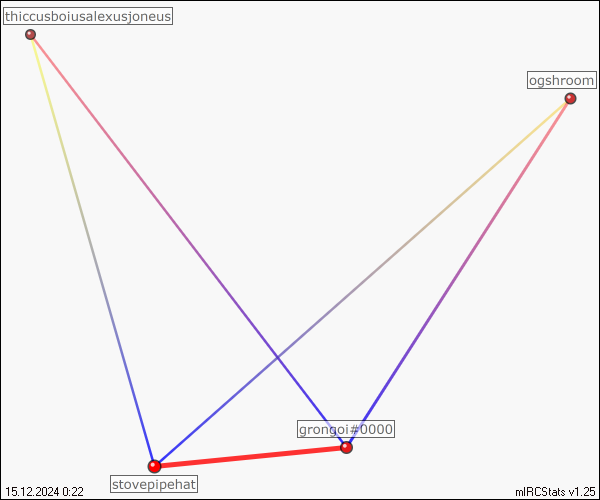 thiccusboiusalexusjoneus
ogshroom
grongoi#0000
stovepipehat
15.12.2024 0:22
mIRCStats v1.25